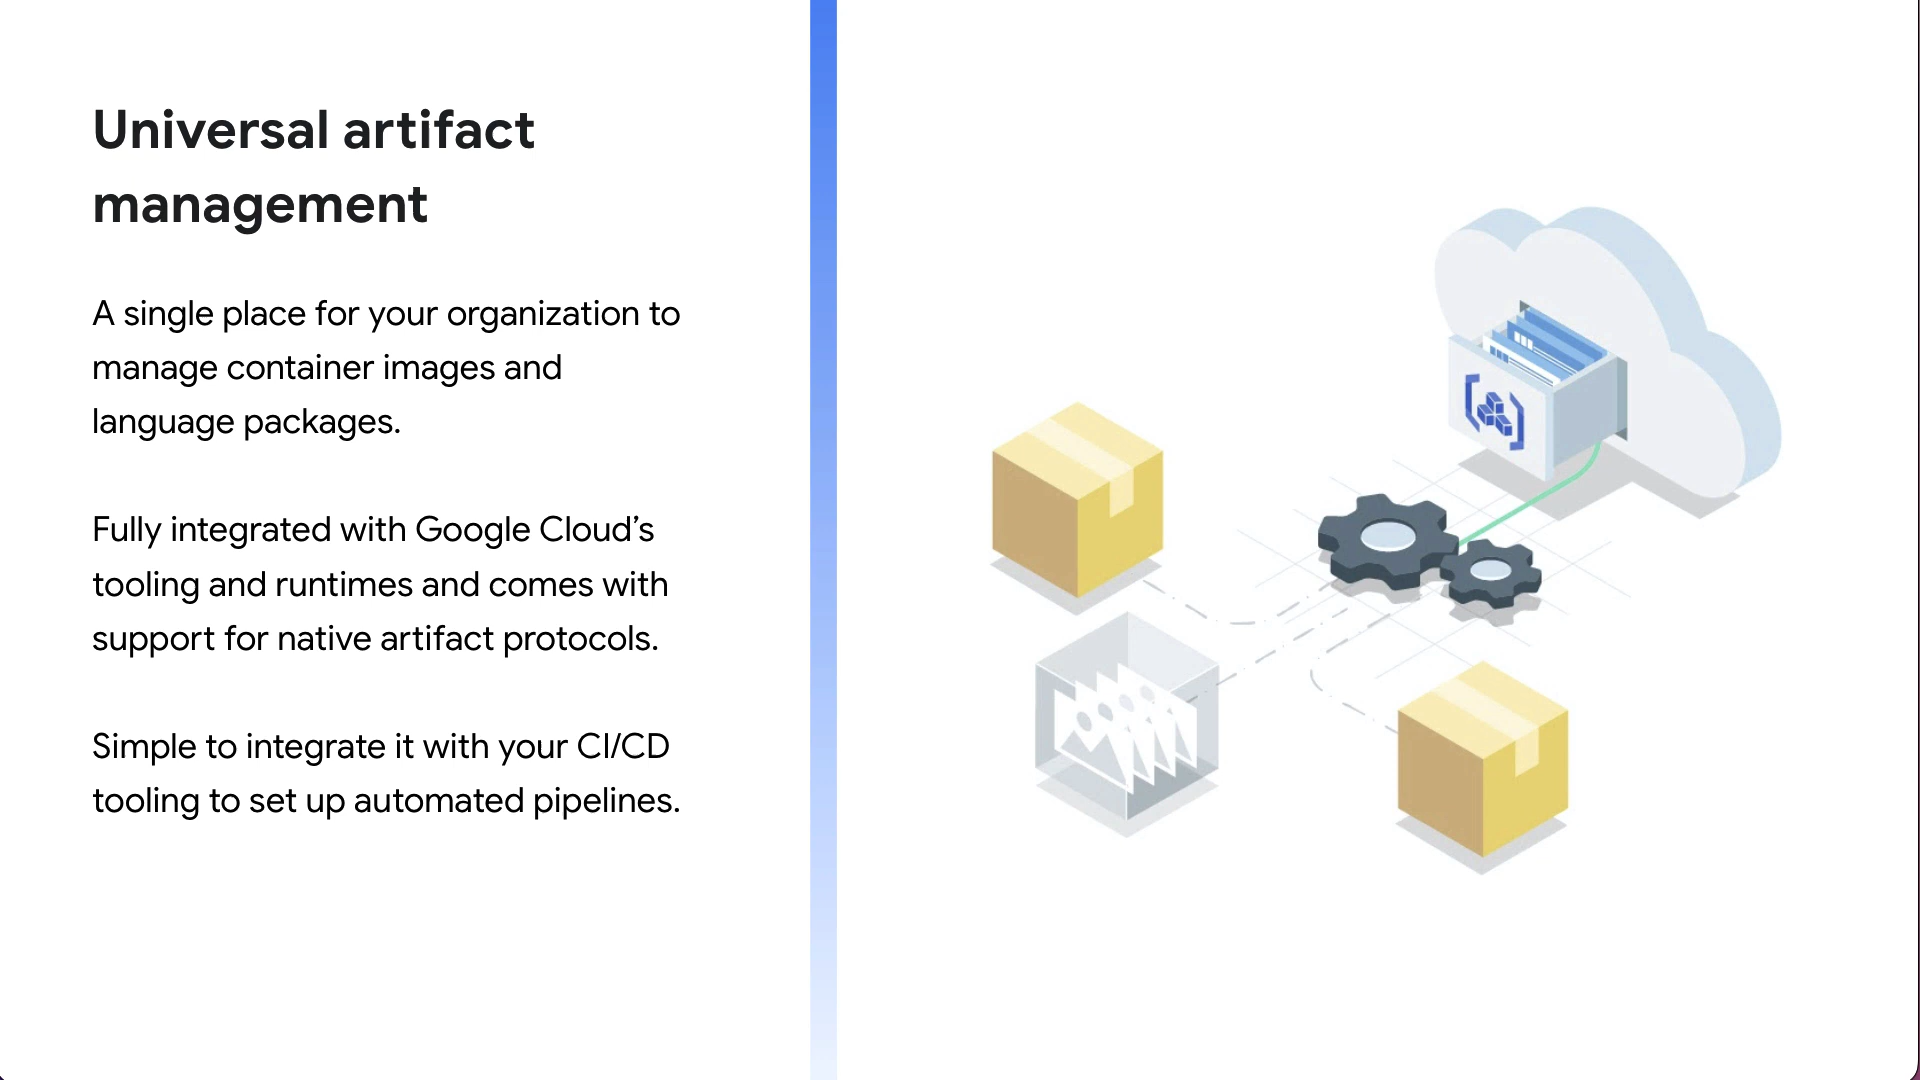 Universal artifact
management
A single place for your organization to
manage container images and
language packages.
Fully integrated with Google Cloud’s
tooling and runtimes and comes with
support for native artifact protocols.
Simple to integrate it with your CI/CD
tooling to set up automated pipelines.